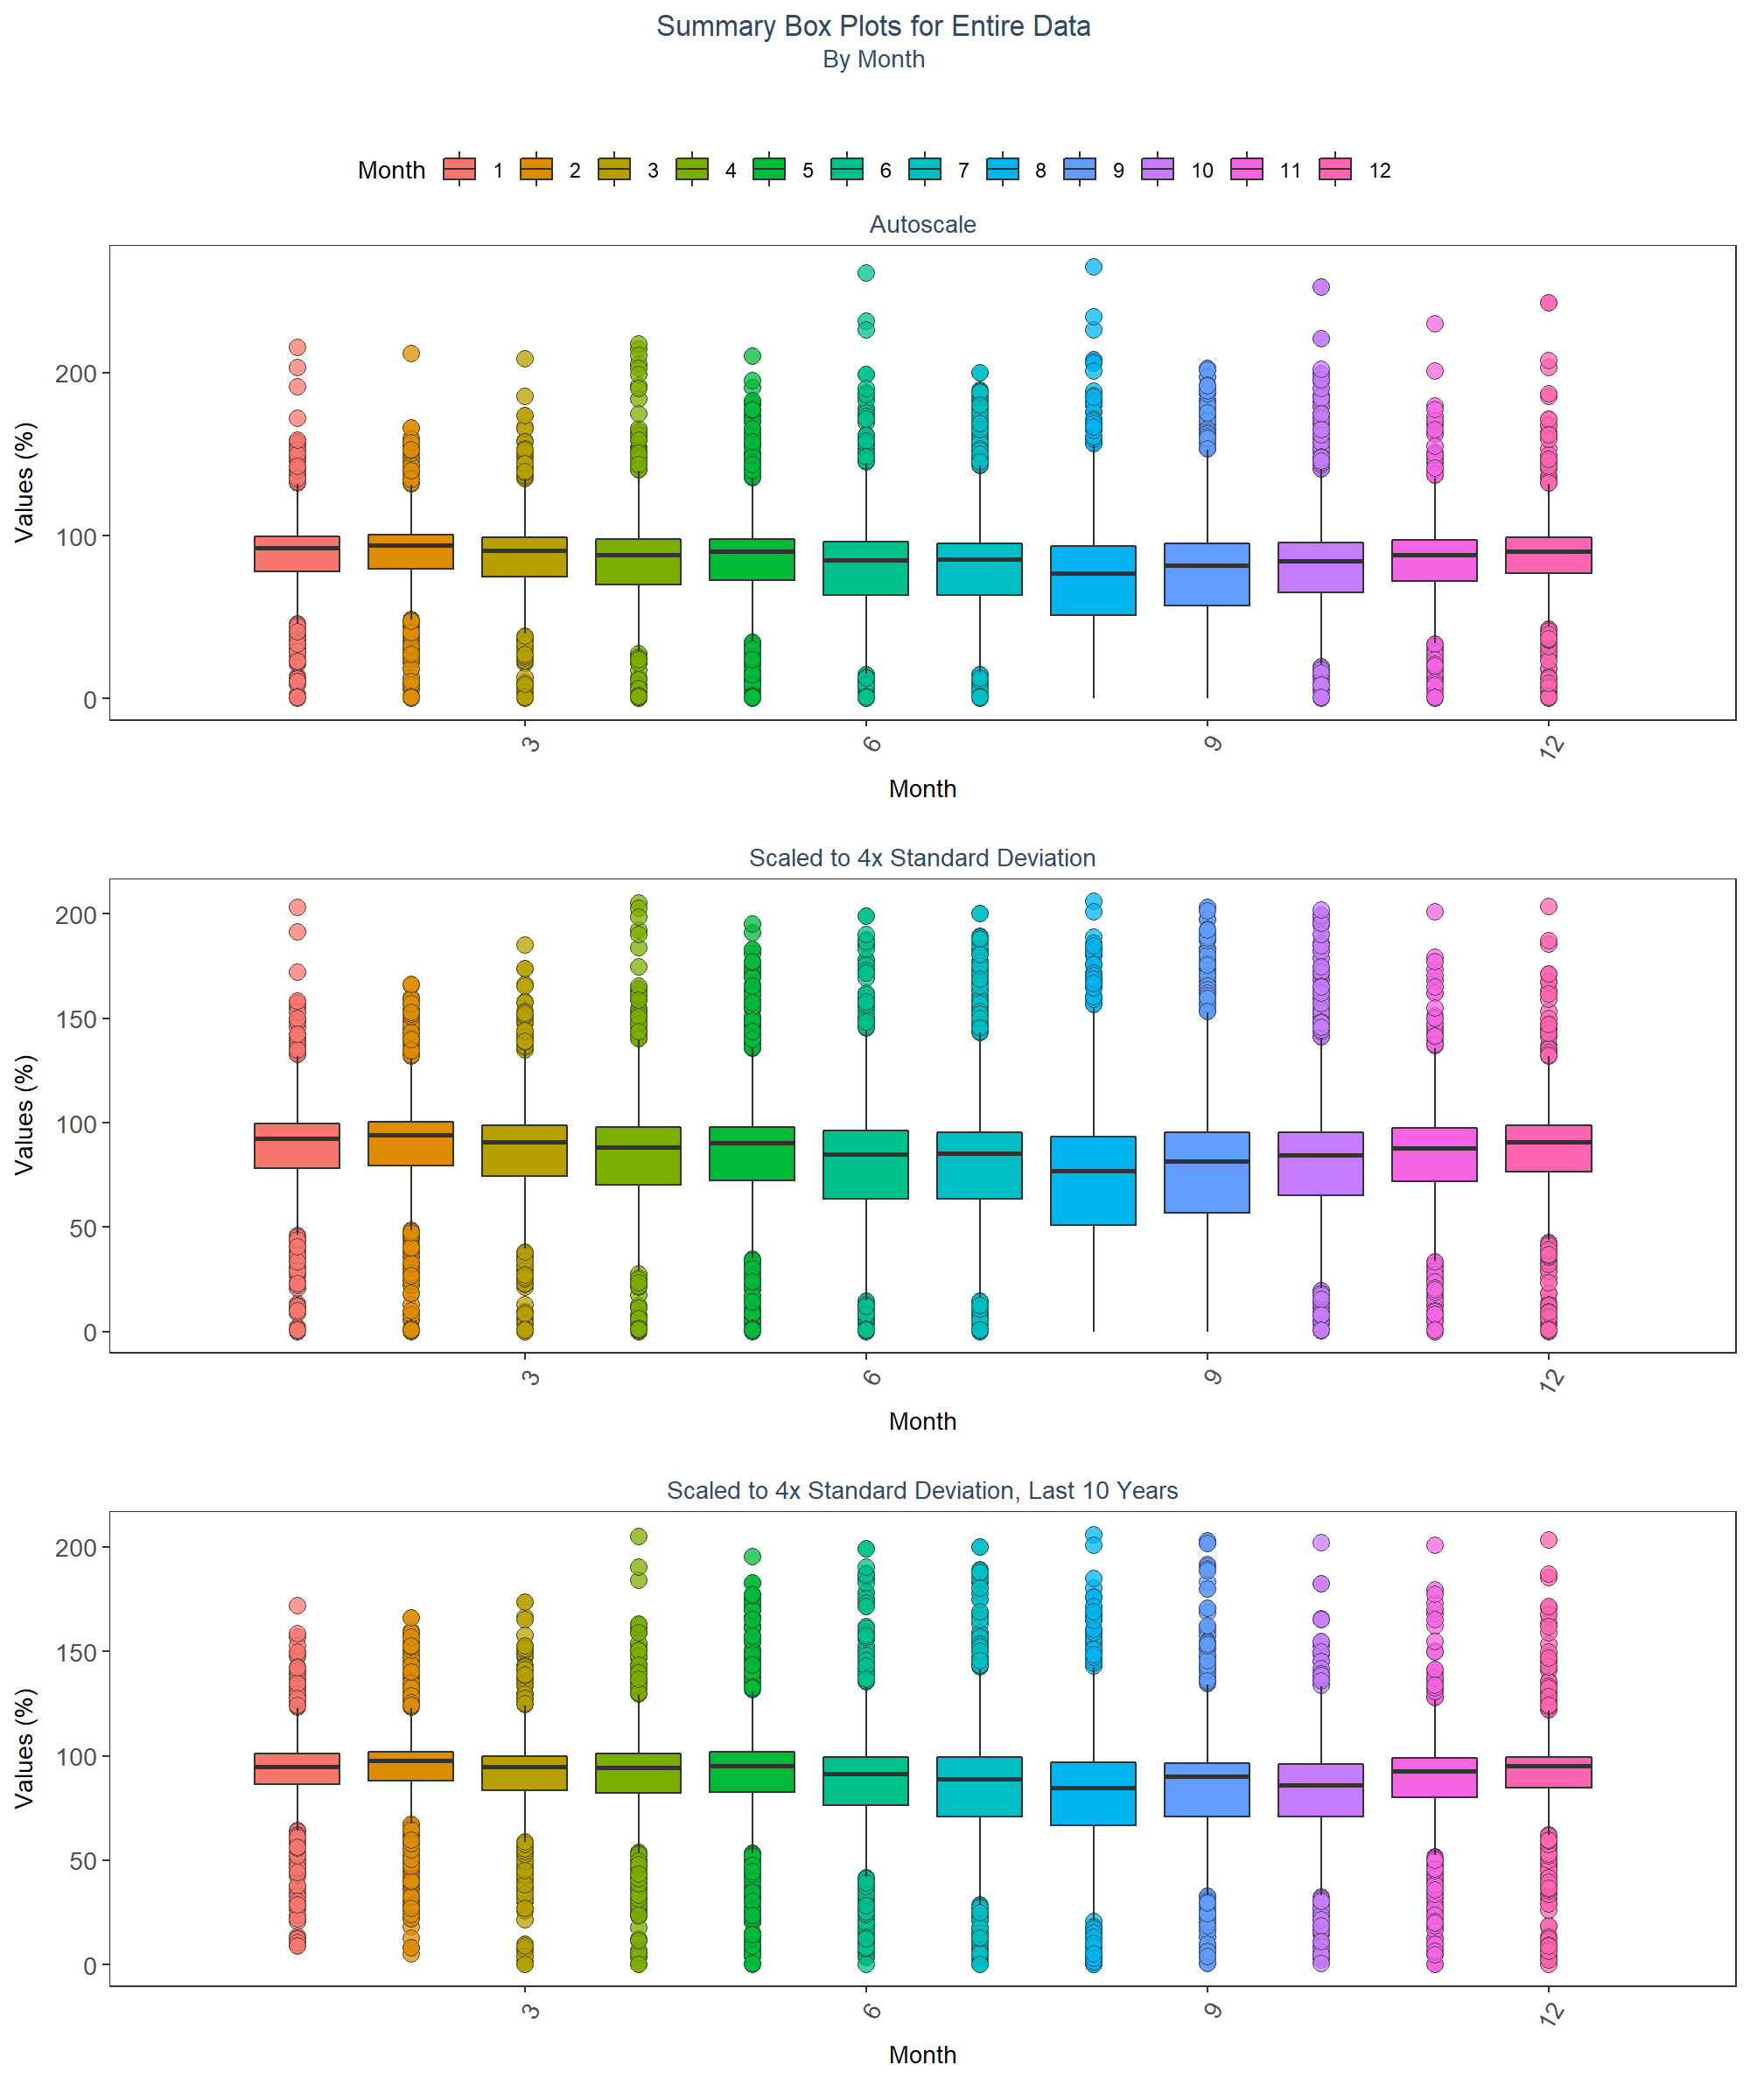 Summary Box Plots for Entire Data
By Month
Month 1 2 3 4 5 6 7 8 9 10 11 12
Autoscale
Values (%)
200
100
0
3 6 9 12
Month
Scaled to 4x Standard Deviation
Values (%)
200
150
100
50
0
3 6 9 12
Month
Scaled to 4x Standard Deviation, Last 10 Years
Values (%)
200
150
100
50
0
3 6 9 12
Month